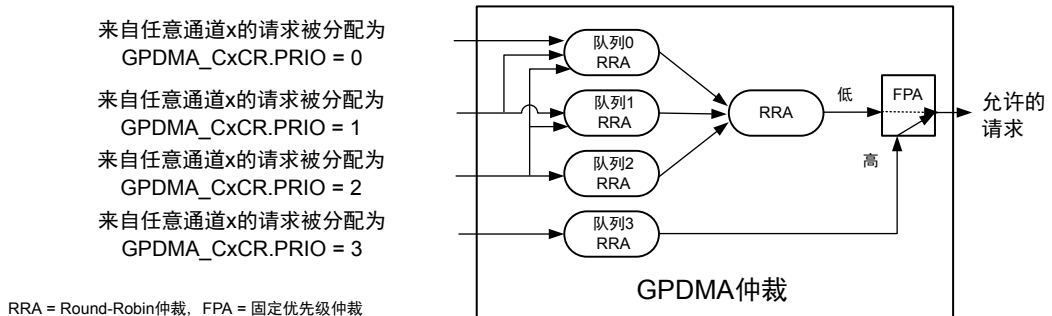 来自任意通道x的请求被分配为
GPDMA_CxCR.PRIO = 0
来自任意通道x的请求被分配为
GPDMA_CxCR.PRIO = 1
来自任意通道x的请求被分配为
GPDMA_CxCR.PRIO = 2
来自任意通道x的请求被分配为
GPDMA_CxCR.PRIO = 3
队列0
RRA
队列1
RRA
队列2
RRA
队列3
RRA
RRA
低
高
FPA
允许的
请求
GPDMA仲裁
RRA = Round-Robin仲裁，FPA = 固定优先级仲裁